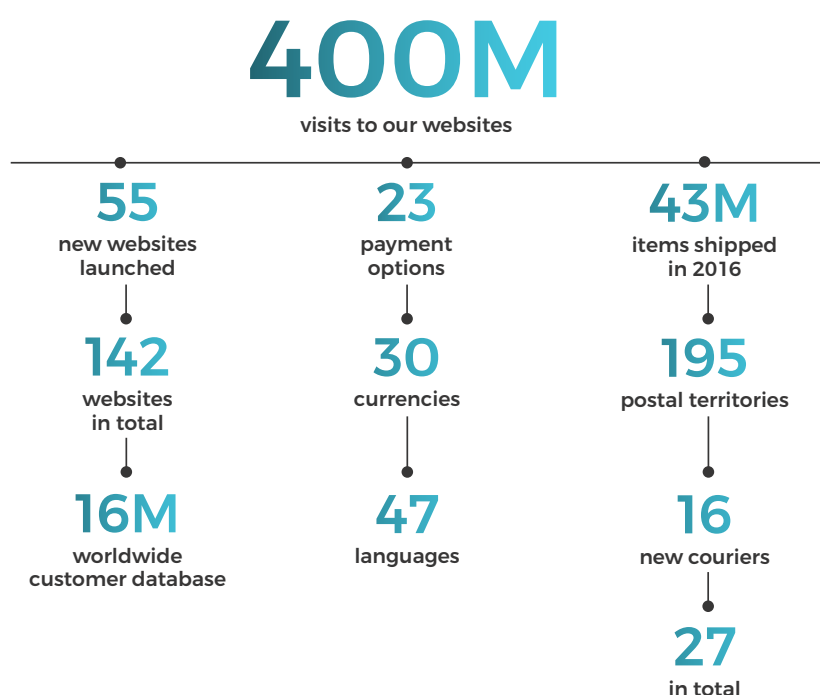 400M
visits to our websites
55
new websites
launched
142
websites
in total
16M
worldwide
customer database
23
payment
options
30
currencies
47
languages
43M
items shipped
in 2016
195
postal territories
16
new couriers
27
in total